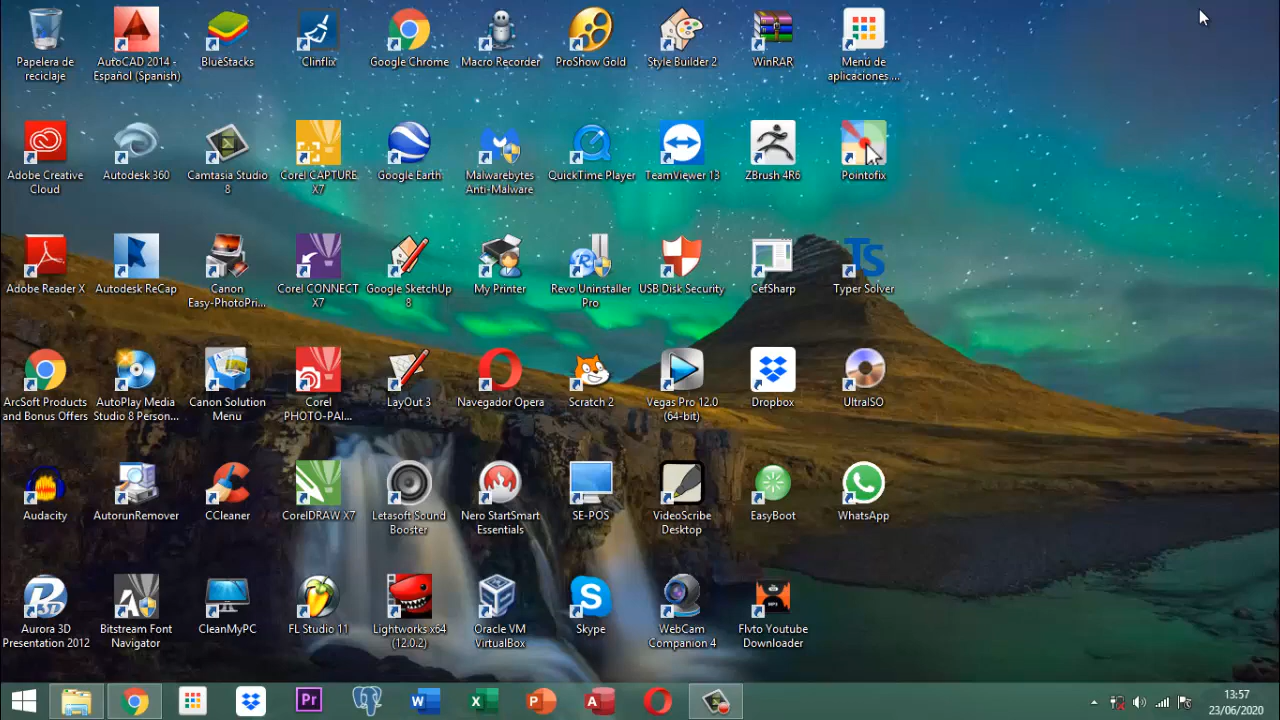 Papelera de
reciclaje
AutoCAD 2014 -
Español (Spanish)
BlueStacks
Clinflix
Google Chrome
Macro Recorder
ProShow Gold
Style Builder 2
WinRAR
Menú de
aplicaciones ...
Adobe Creative
Cloud
Autodesk 360
Camtasia Studio
8
Corel CAPTURE
X7
Google Earth
Malwarebytes
Anti-Malware
QuickTime Player
TeamViewer 13
ZBrush 4R6
Pointofix
Adobe Reader X
Autodesk ReCap
Canon
Easy-PhotoPri...
Corel CONNECT
X7
Google SketchUp
8
My Printer
Revo Uninstaller
Pro
USB Disk Security
CefSharp
Ts
Typer Solver
ArcSoft Products
and Bonus Offers
AutoPlay Media
Studio 8 Person...
Canon Solution
Menu
Corel
PHOTO-PAI...
LayOut 3
Navegador Opera
Scratch 2
Vegas Pro 12.0
(64-bit)
Dropbox
UltraISO
Audacity
AutorunRemover
CCleaner
CorelDRAW X7
Letasoft Sound
Booster
Nero StartSmart
Essentials
SE-POS
VideoScribe
Desktop
EasyBoot
WhatsApp
Aurora 3D
Presentation 2012
Bitstream Font
Navigator
CleanMyPC
FL Studio 11
Lightworks x64
(12.0.2)
Oracle VM
VirtualBox
Skype
WebCam
Companion 4
Flvto Youtube
Downloader
Pr
13:57
23/06/2020